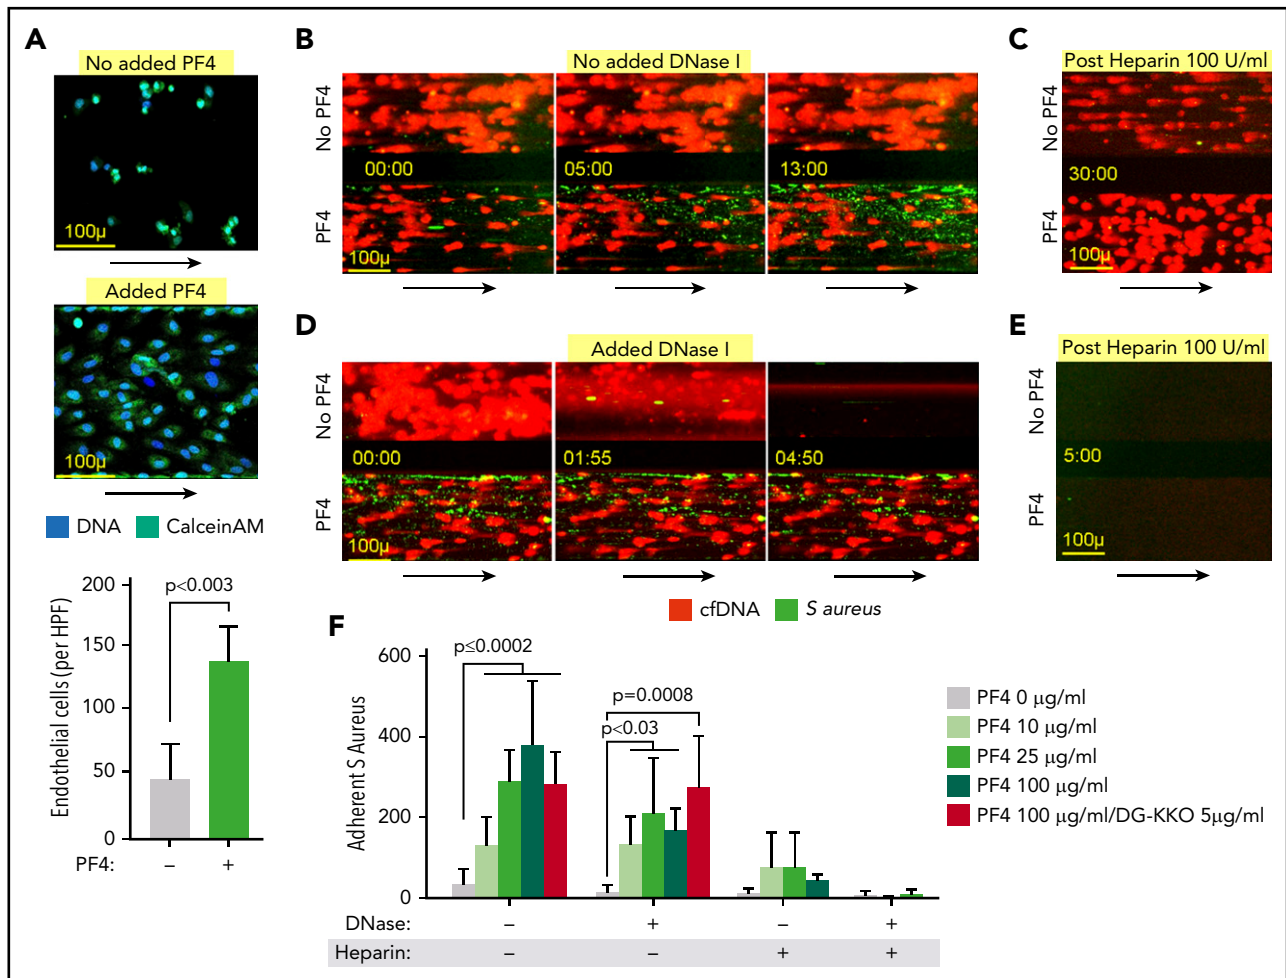 A
No added PF4
100µ
Added PF4
100µ
DNA CalceinAM
200
150
100
50
0
Endothelial cells (per HPF)
p<0.003
PF4: – +
B
No added DNase I
No PF4
00:00 05:00 13:00
PF4
100µ
C
Post Heparin 100 U/ml
No PF4
30:00
PF4
100µ
D
Added DNase I
No PF4
00:00 01:55 04:50
PF4
100µ
E
Post Heparin 100 U/ml
No PF4
5:00
PF4
100µ
cfDNA S aureus
F
600
400
200
0
Adherent S Aureus
p≤0.0002
p=0.0008
p<0.03
PF4 0 µg/ml
PF4 10 µg/ml
PF4 25 µg/ml
PF4 100 µg/ml
PF4 100 µg/ml/DG-KKO 5µg/ml
DNase: – + – +
Heparin: – – + +